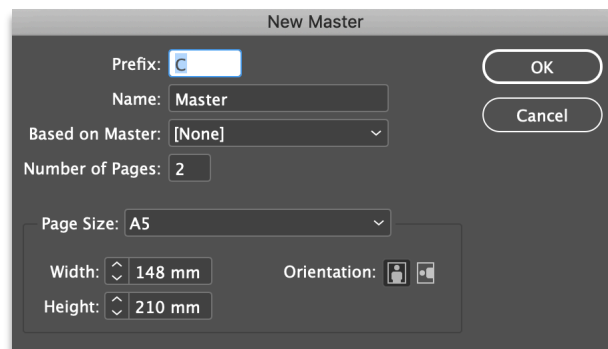 New Master
Prefix: C
OK
Name: Master
Cancel
Based on Master: [None]
Number of Pages: 2
Page Size: A5
Width: 148 mm
Orientation:
Height: 210 mm